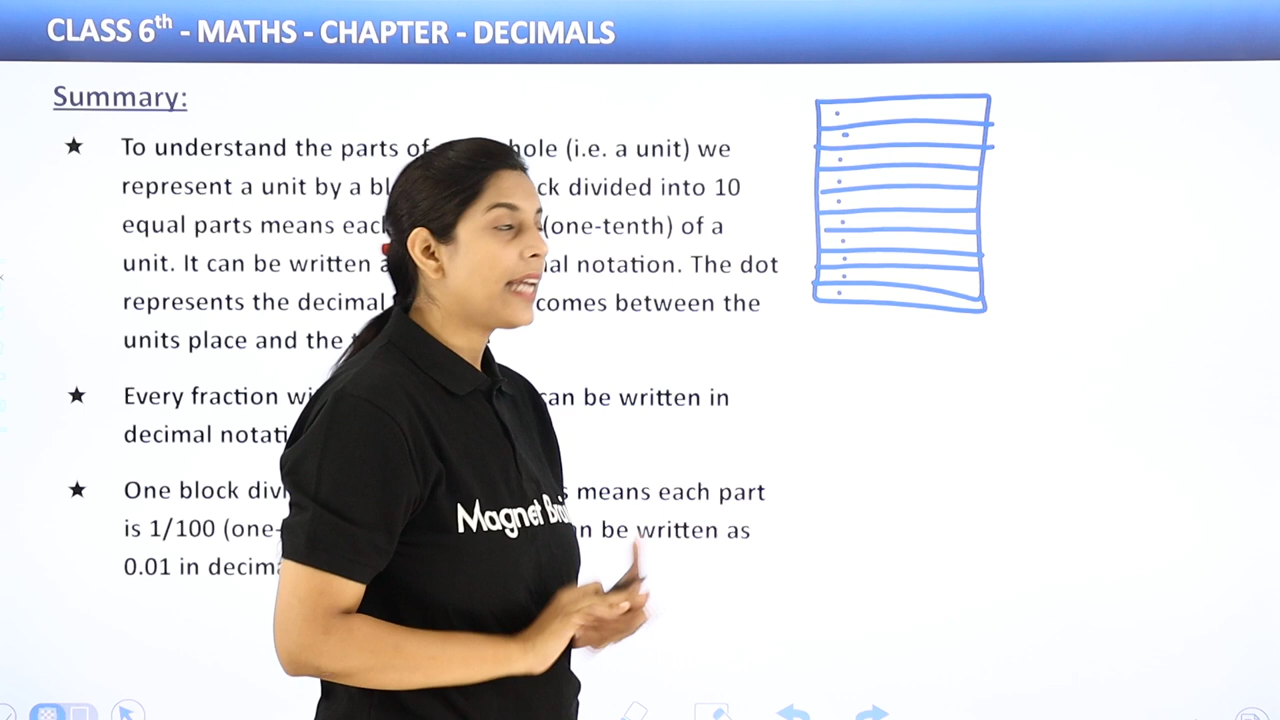 CLASS 6th - MATHS - CHAPTER - DECIMALS
Summary:
★ To understand the parts of hole (i.e. a unit) we
represent a unit by a bl ck divided into 10
equal parts means eac (one-tenth) of a
unit. It can be written a al notation. The dot
represents the decimal comes between the
units place and the
★ Every fraction wi can be written in
decimal notati
★ One block divi s means each part
is 1/100 (one- n be written as
0.01 in decima
Magnet Brai